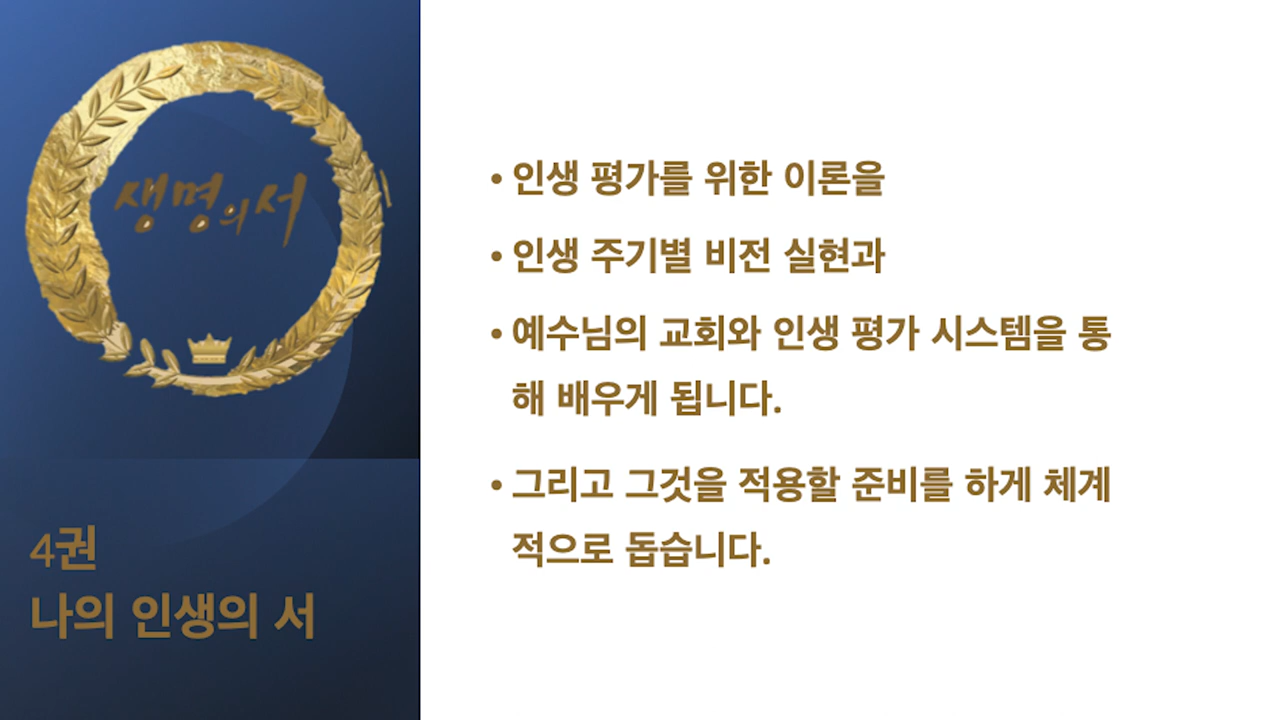 생명의서
4권
나의 인생의 서
• 인생 평가를 위한 이론을
• 인생 주기별 비전 실현과
• 예수님의 교회와 인생 평가 시스템을 통
해 배우게 됩니다.
• 그리고 그것을 적용할 준비를 하게 체계
적으로 돕습니다.